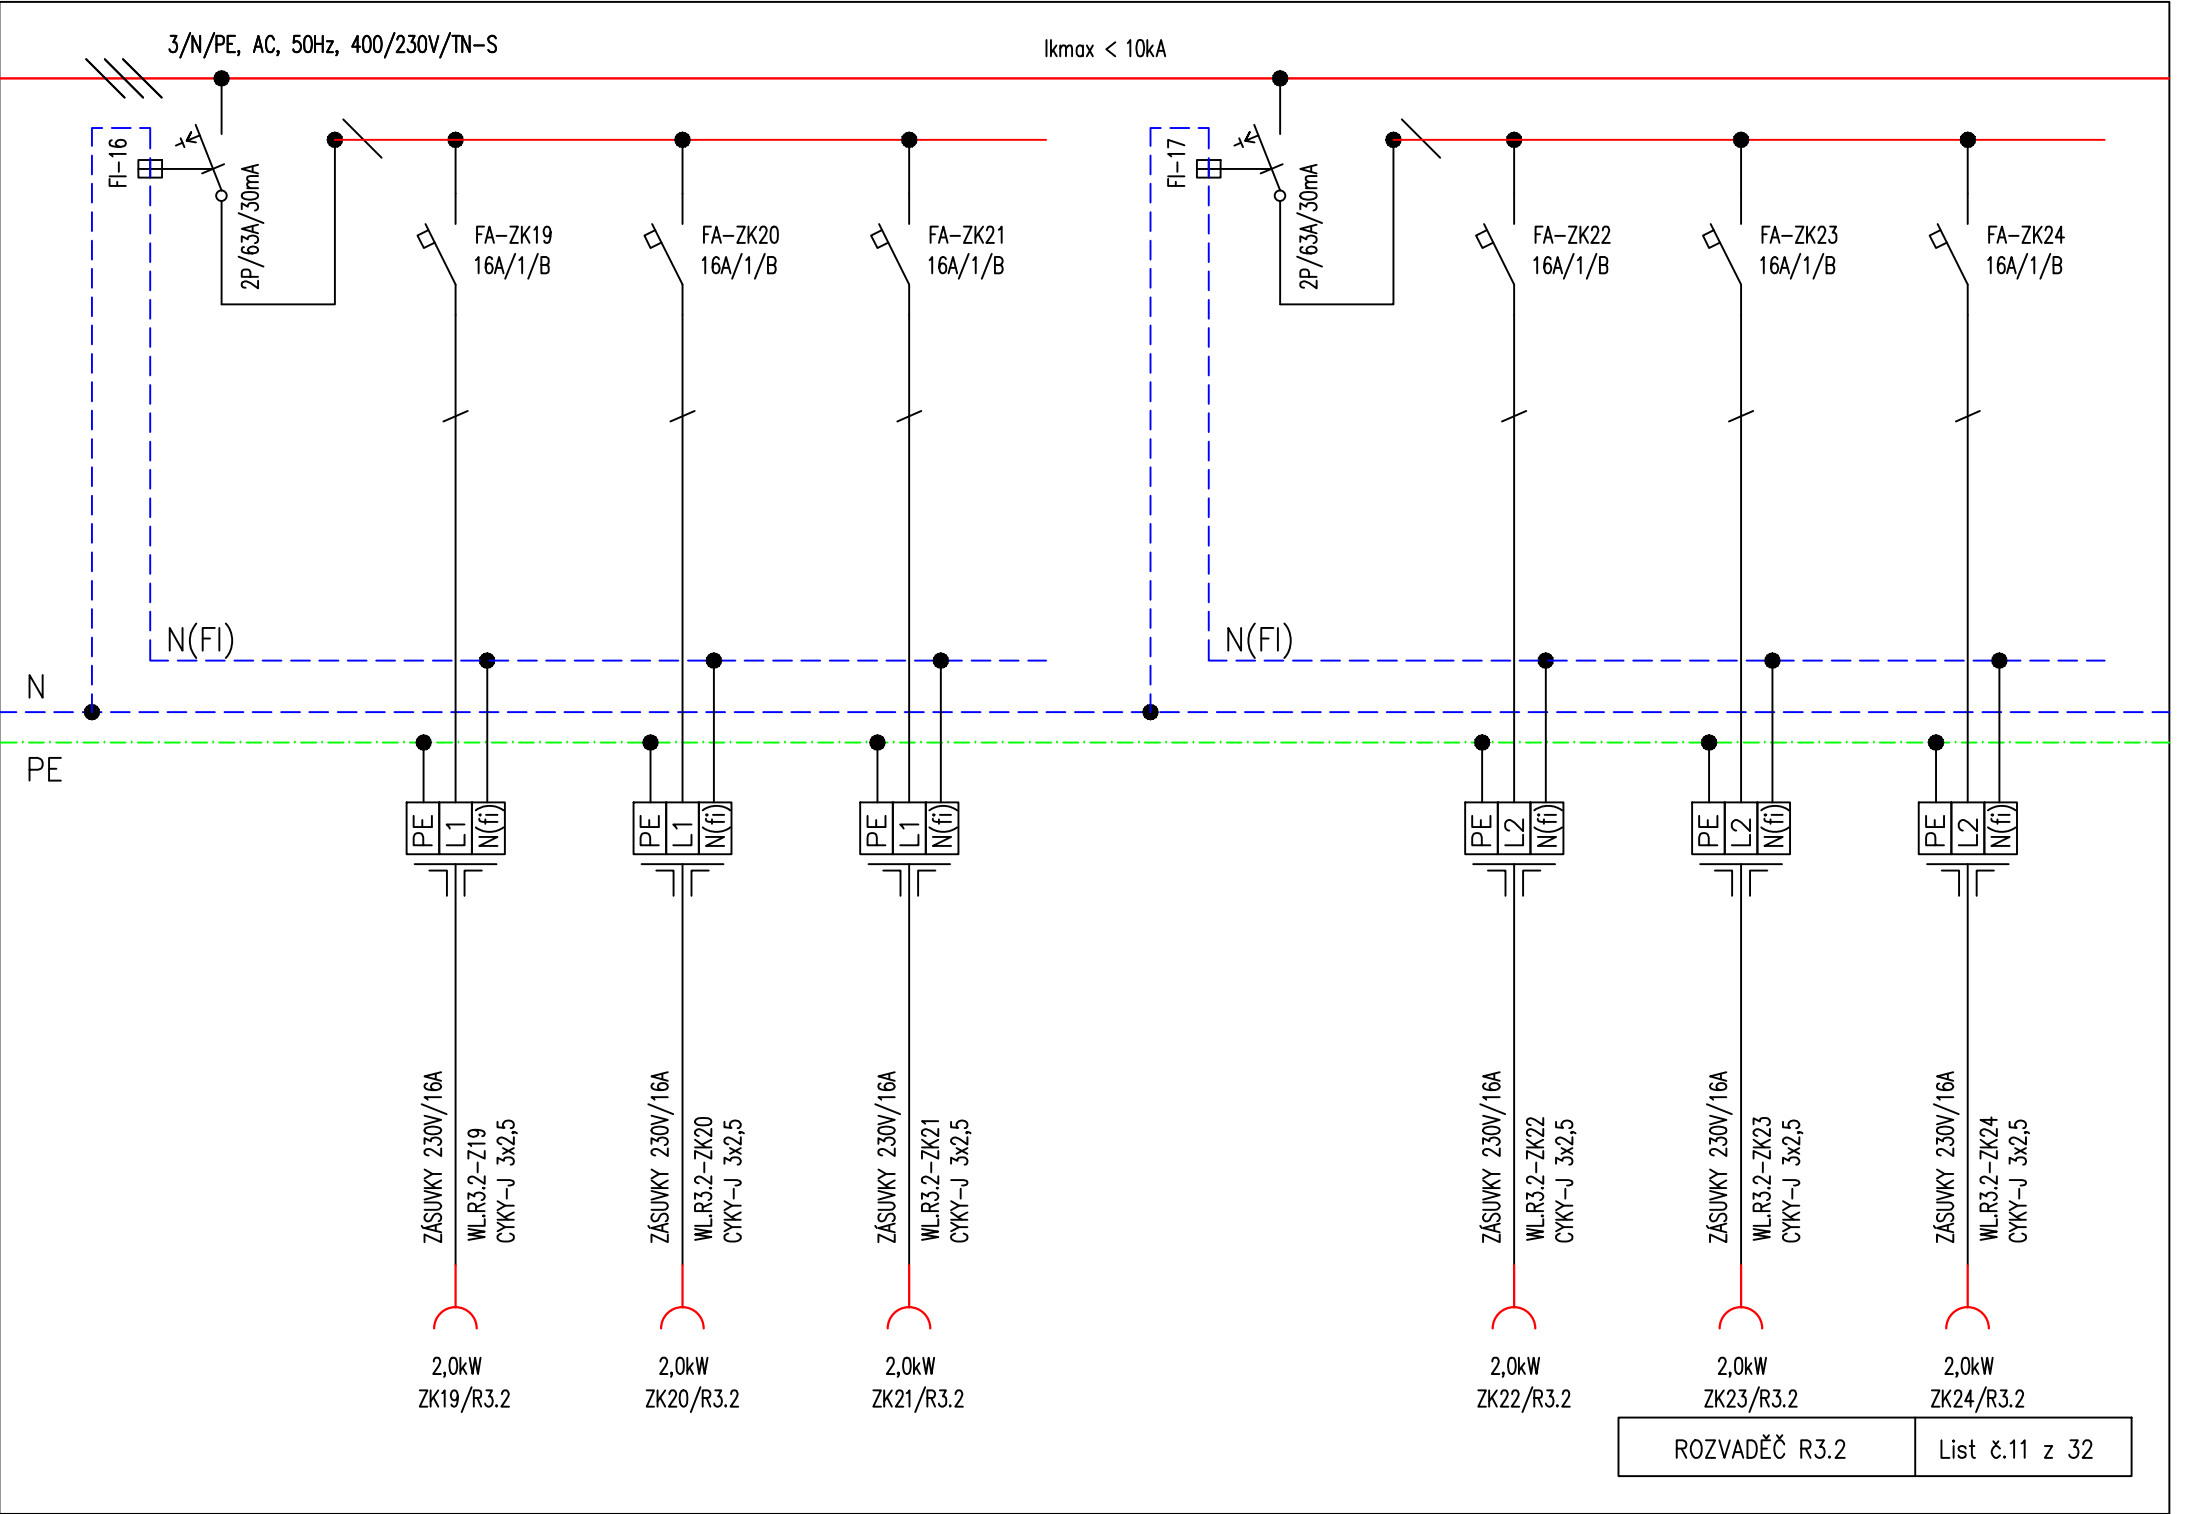 3/N/PE, AC, 50Hz, 400/230V/TN-S
Ikmax < 10kA
FI-16
2P/63A/30mA
FA-ZK19
16A/1/B
FA-ZK20
16A/1/B
FA-ZK21
16A/1/B
FI-17
2P/63A/30mA
FA-ZK22
16A/1/B
FA-ZK23
16A/1/B
FA-ZK24
16A/1/B
N(FI)
N(FI)
N
PE
PE
L1
N(fi)
PE
L1
N(fi)
PE
L1
N(fi)
PE
L2
N(fi)
PE
L2
N(fi)
PE
L2
N(fi)
ZÁSUVKY 230V/16A
WL.R3.2-Z19
CYKY-J 3x2,5
ZÁSUVKY 230V/16A
WL.R3.2-ZK20
CYKY-J 3x2,5
ZÁSUVKY 230V/16A
WL.R3.2-ZK21
CYKY-J 3x2,5
ZÁSUVKY 230V/16A
WL.R3.2-ZK22
CYKY-J 3x2,5
ZÁSUVKY 230V/16A
WL.R3.2-ZK23
CYKY-J 3x2,5
ZÁSUVKY 230V/16A
WL.R3.2-ZK24
CYKY-J 3x2,5
2,0kW
ZK19/R3.2
2,0kW
ZK20/R3.2
2,0kW
ZK21/R3.2
2,0kW
ZK22/R3.2
2,0kW
ZK23/R3.2
2,0kW
ZK24/R3.2
ROZVADĚČ R3.2
List č.11 z 32